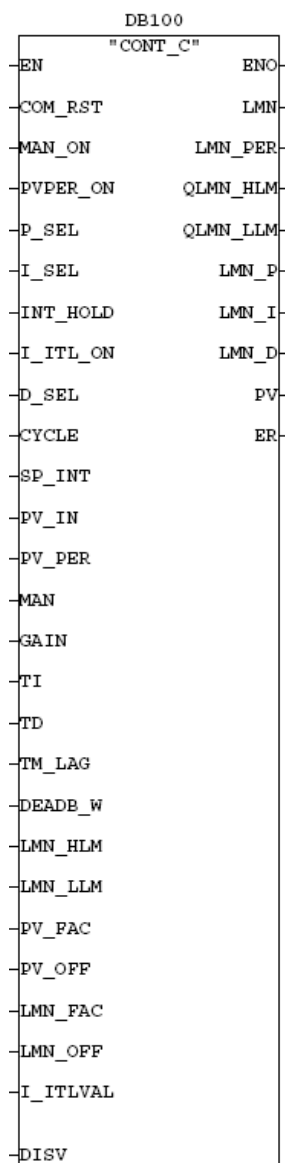 DB100
"CONT_C"
EN ENO
COM_RST LMN
MAN_ON LMN_PER
PVPER_ON QLMN_HLM
P_SEL QLMN_LLM
I_SEL LMN_P
INT_HOLD LMN_I
I_ITL_ON LMN_D
D_SEL PV
CYCLE ER
SP_INT
PV_IN
PV_PER
MAN
GAIN
TI
TD
TM_LAG
DEADB_W
LMN_HLM
LMN_LLM
PV_FAC
PV_OFF
LMN_FAC
LMN_OFF
I_ITLVAL
DISV